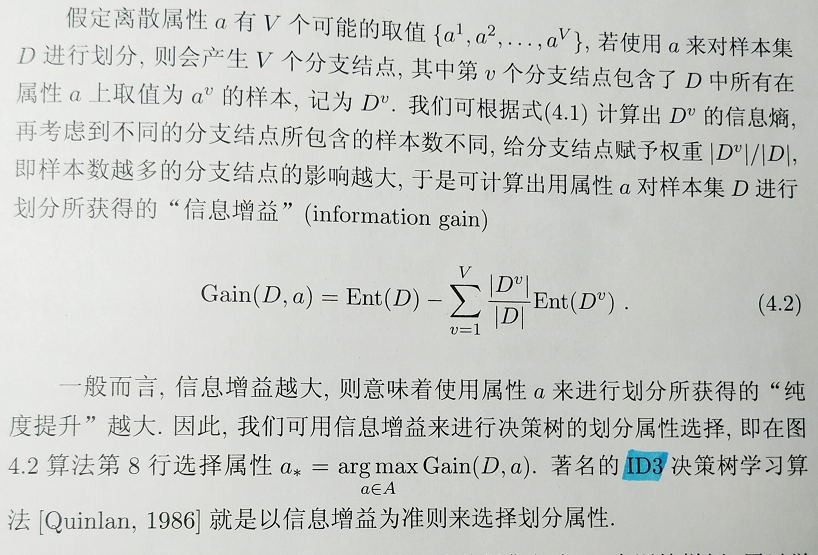 假定离散属性 a 有 V 个可能的取值 {a¹, a², . . . , aⱽ}, 若使用 a 来对样本集
D 进行划分, 则会产生 V 个分支结点, 其中第 v 个分支结点包含了 D 中所有在
属性 a 上取值为 aᵛ 的样本, 记为 Dᵛ. 我们可根据式(4.1) 计算出 Dᵛ 的信息熵,
再考虑到不同的分支结点所包含的样本数不同, 给分支结点赋予权重 |Dᵛ|/|D|,
即样本数越多的分支结点的影响越大, 于是可计算出用属性 a 对样本集 D 进行
划分所获得的“信息增益”(information gain)
Gain(D, a) = Ent(D) − ∑_{v=1}^{V} |Dᵛ|/|D| Ent(Dᵛ) . (4.2)
一般而言, 信息增益越大, 则意味着使用属性 a 来进行划分所获得的“纯
度提升”越大. 因此, 我们可用信息增益来进行决策树的划分属性选择, 即在图
4.2 算法第 8 行选择属性 a_* = arg max_{a∈A} Gain(D, a). 著名的 ID3 决策树学习算
法 [Quinlan, 1986] 就是以信息增益为准则来选择划分属性.